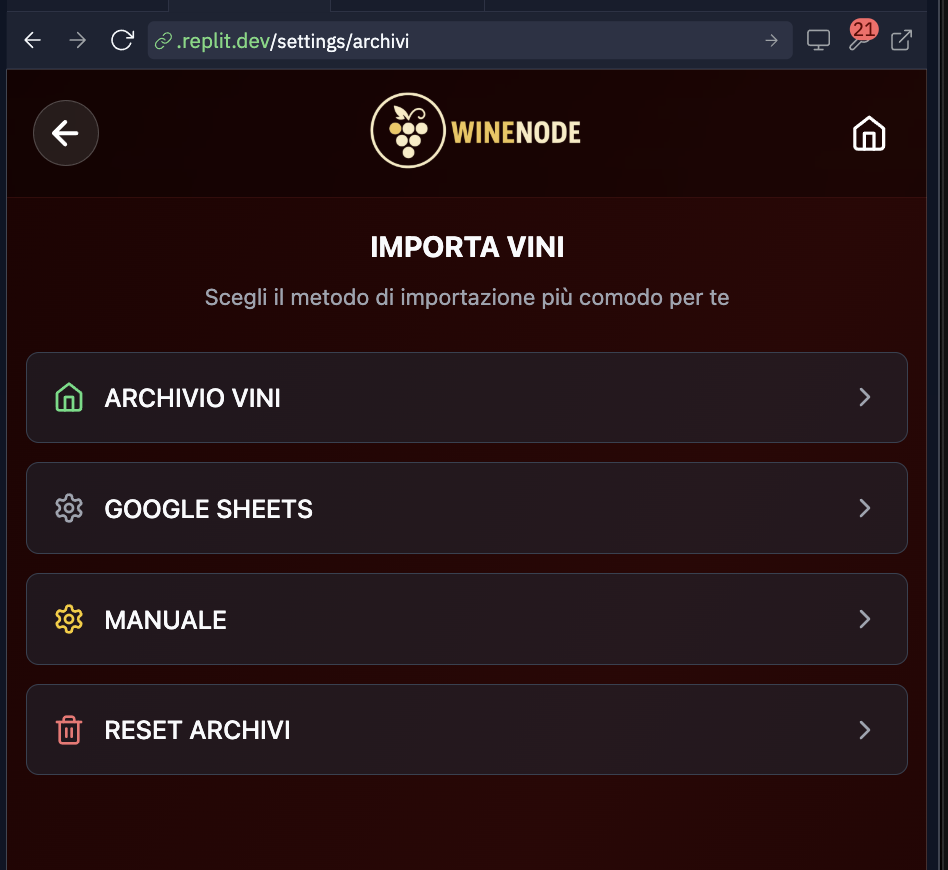 .replit.dev/settings/archivi
21
WINENODE
IMPORTA VINI
Scegli il metodo di importazione più comodo per te
ARCHIVIO VINI
GOOGLE SHEETS
MANUALE
RESET ARCHIVI